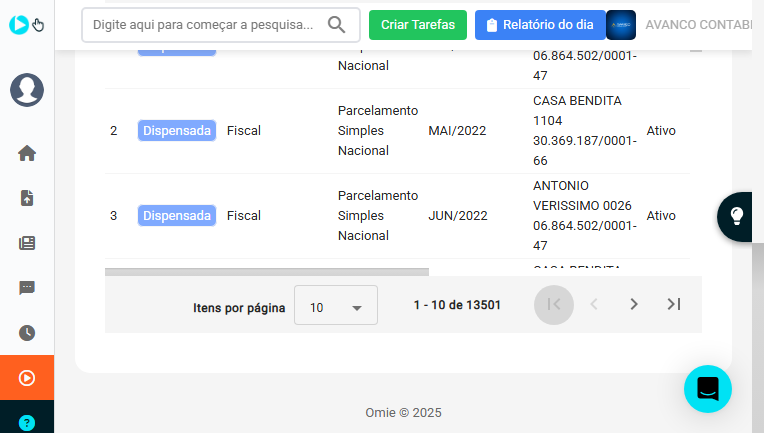 Digite aqui para começar a pesquisa...
Criar Tarefas
Relatório do dia
AVANCO CONTABI
Nacional
06.864.502/0001-
47
2
Dispensada
Fiscal
Parcelamento
Simples
Nacional
MAI/2022
CASA BENDITA
1104
30.369.187/0001-
66
Ativo
3
Dispensada
Fiscal
Parcelamento
Simples
Nacional
JUN/2022
ANTONIO
VERISSIMO 0026
06.864.502/0001-
47
Ativo
CASA BENDITA
Itens por página
10
1 - 10 de 13501
Omie © 2025